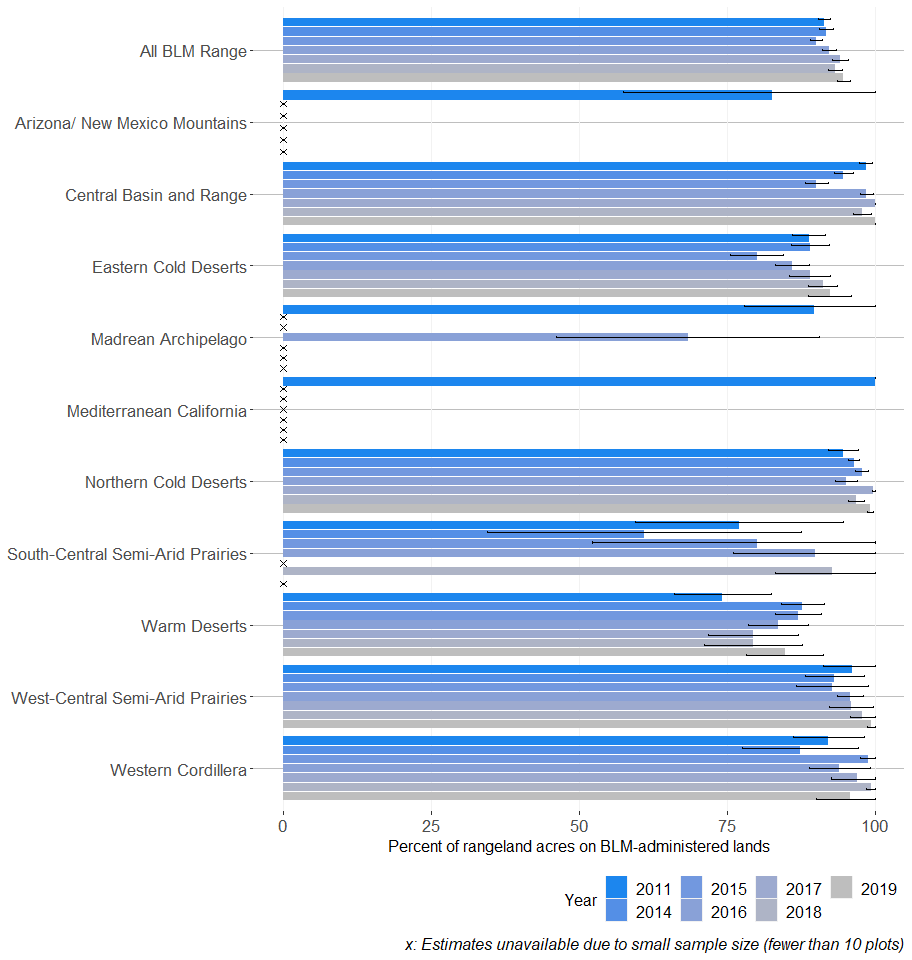 All BLM Range
Arizona/ New Mexico Mountains
Central Basin and Range
Eastern Cold Deserts
Madrean Archipelago
Mediterranean California
Northern Cold Deserts
South-Central Semi-Arid Prairies
Warm Deserts
West-Central Semi-Arid Prairies
Western Cordillera
0 25 50 75 100
Percent of rangeland acres on BLM-administered lands
Year
2011 2015 2017 2019
2014 2016 2018
x: Estimates unavailable due to small sample size (fewer than 10 plots)